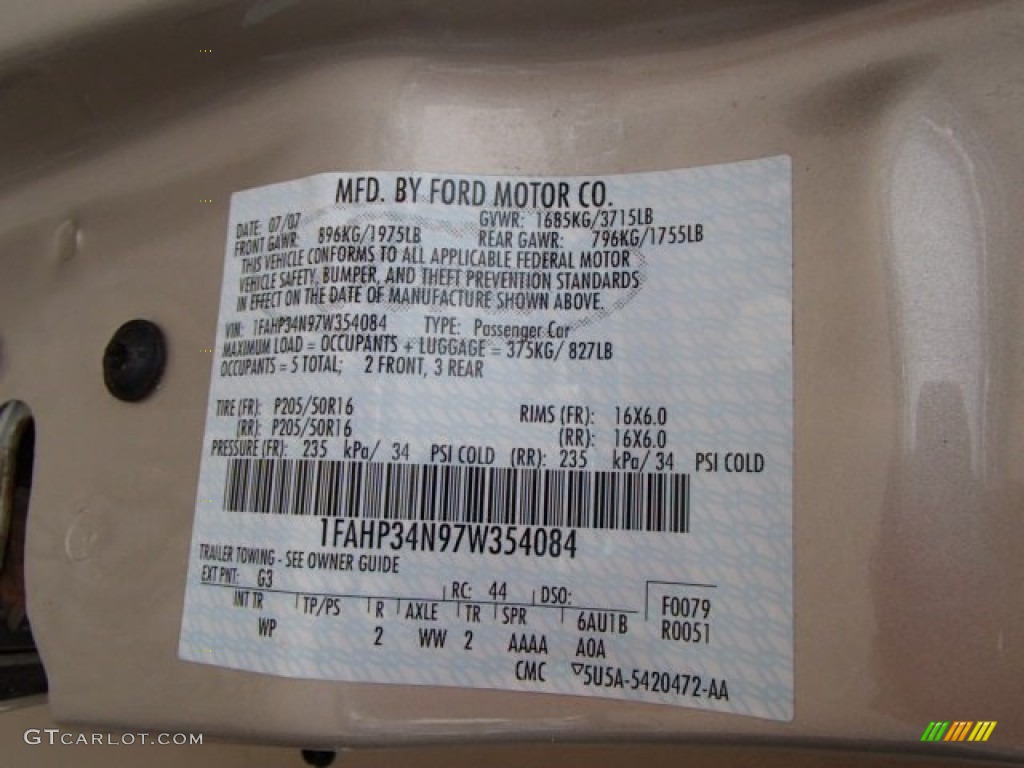 MFD. BY FORD MOTOR CO.
DATE: 07/07 GVWR: 1685KG/3715LB
FRONT GAWR: 896KG/1975LB REAR GAWR: 796KG/1755LB
THIS VEHICLE CONFORMS TO ALL APPLICABLE FEDERAL MOTOR
VEHICLE SAFETY, BUMPER, AND THEFT PREVENTION STANDARDS
IN EFFECT ON THE DATE OF MANUFACTURE SHOWN ABOVE.
VIN: 1FAHP34N97W354084 TYPE: Passenger Car
MAXIMUM LOAD = OCCUPANTS + LUGGAGE = 375KG/ 827LB
OCCUPANTS = 5 TOTAL; 2 FRONT, 3 REAR
TIRE (FR): P205/50R16 RIMS (FR): 16X6.0
(RR): P205/50R16 (RR): 16X6.0
PRESSURE (FR): 235 kPa/ 34 PSI COLD (RR): 235 kPa/ 34 PSI COLD
1FAHP34N97W354084
TRAILER TOWING - SEE OWNER GUIDE
EXT PNT: G3 RC: 44 DSO: F0079
INT TR TP/PS R AXLE TR SPR 6AU1B R0051
WP 2 WW 2 AAAA AOA
CMC 5U5A-5420472-AA
GTCARLOT.COM